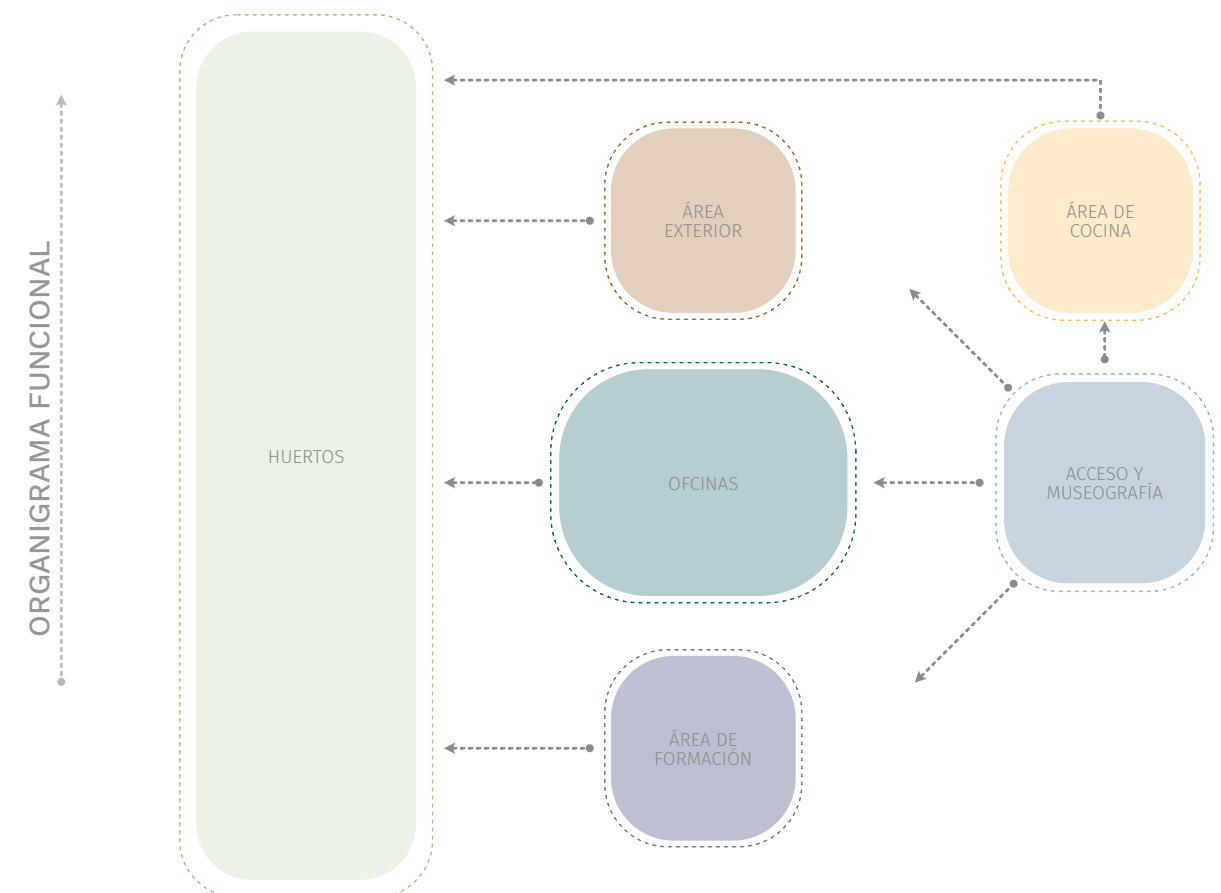 ORGANIGRAMA FUNCIONAL
HUERTOS
ÁREA
EXTERIOR
ÁREA DE
COCINA
OFCINAS
ACCESO Y
MUSEOGRAFÍA
ÁREA DE
FORMACIÓN